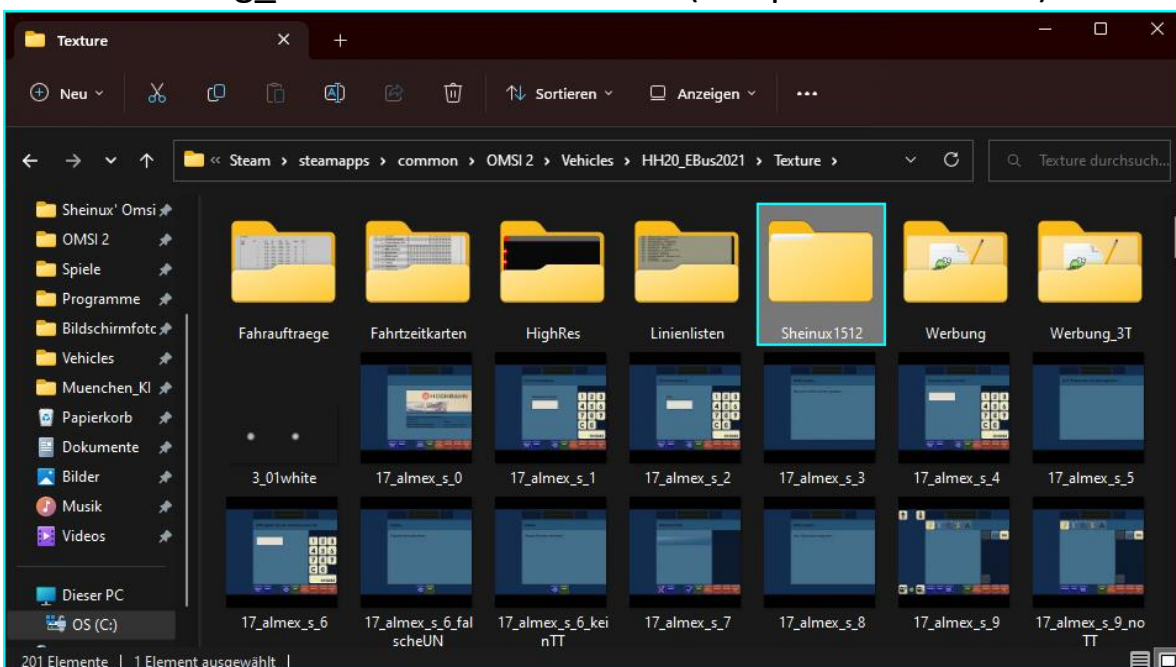 Texture
Neu
Sortieren
Anzeigen
« Steam › steamapps › common › OMSI 2 › Vehicles › HH20_EBus2021 › Texture ›
Texture durchsuch...
Sheinux' Omsi
OMSI 2
Spiele
Programme
Bildschirmfotc
Vehicles
Muenchen_Kl
Papierkorb
Dokumente
Bilder
Musik
Videos
Dieser PC
OS (C:)
Fahrauftraege
Fahrtzeitkarten
HighRes
Linienlisten
Sheinux1512
Werbung
Werbung_3T
3_01white
17_almex_s_0
17_almex_s_1
17_almex_s_2
17_almex_s_3
17_almex_s_4
17_almex_s_5
17_almex_s_6
17_almex_s_6_fal
scheUN
17_almex_s_6_kei
nTT
17_almex_s_7
17_almex_s_8
17_almex_s_9
17_almex_s_9_no
TT
201 Elemente | 1 Element ausgewählt |